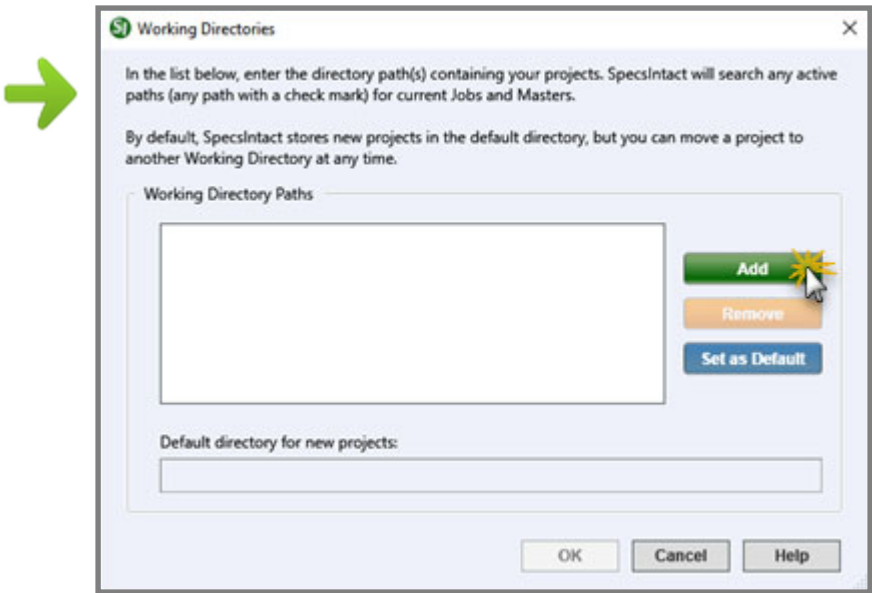 SI Working Directories
In the list below, enter the directory path(s) containing your projects. SpecsIntact will search any active
paths (any path with a check mark) for current Jobs and Masters.
By default, SpecsIntact stores new projects in the default directory, but you can move a project to
another Working Directory at any time.
Working Directory Paths
Add
Remove
Set as Default
Default directory for new projects:
OK Cancel Help